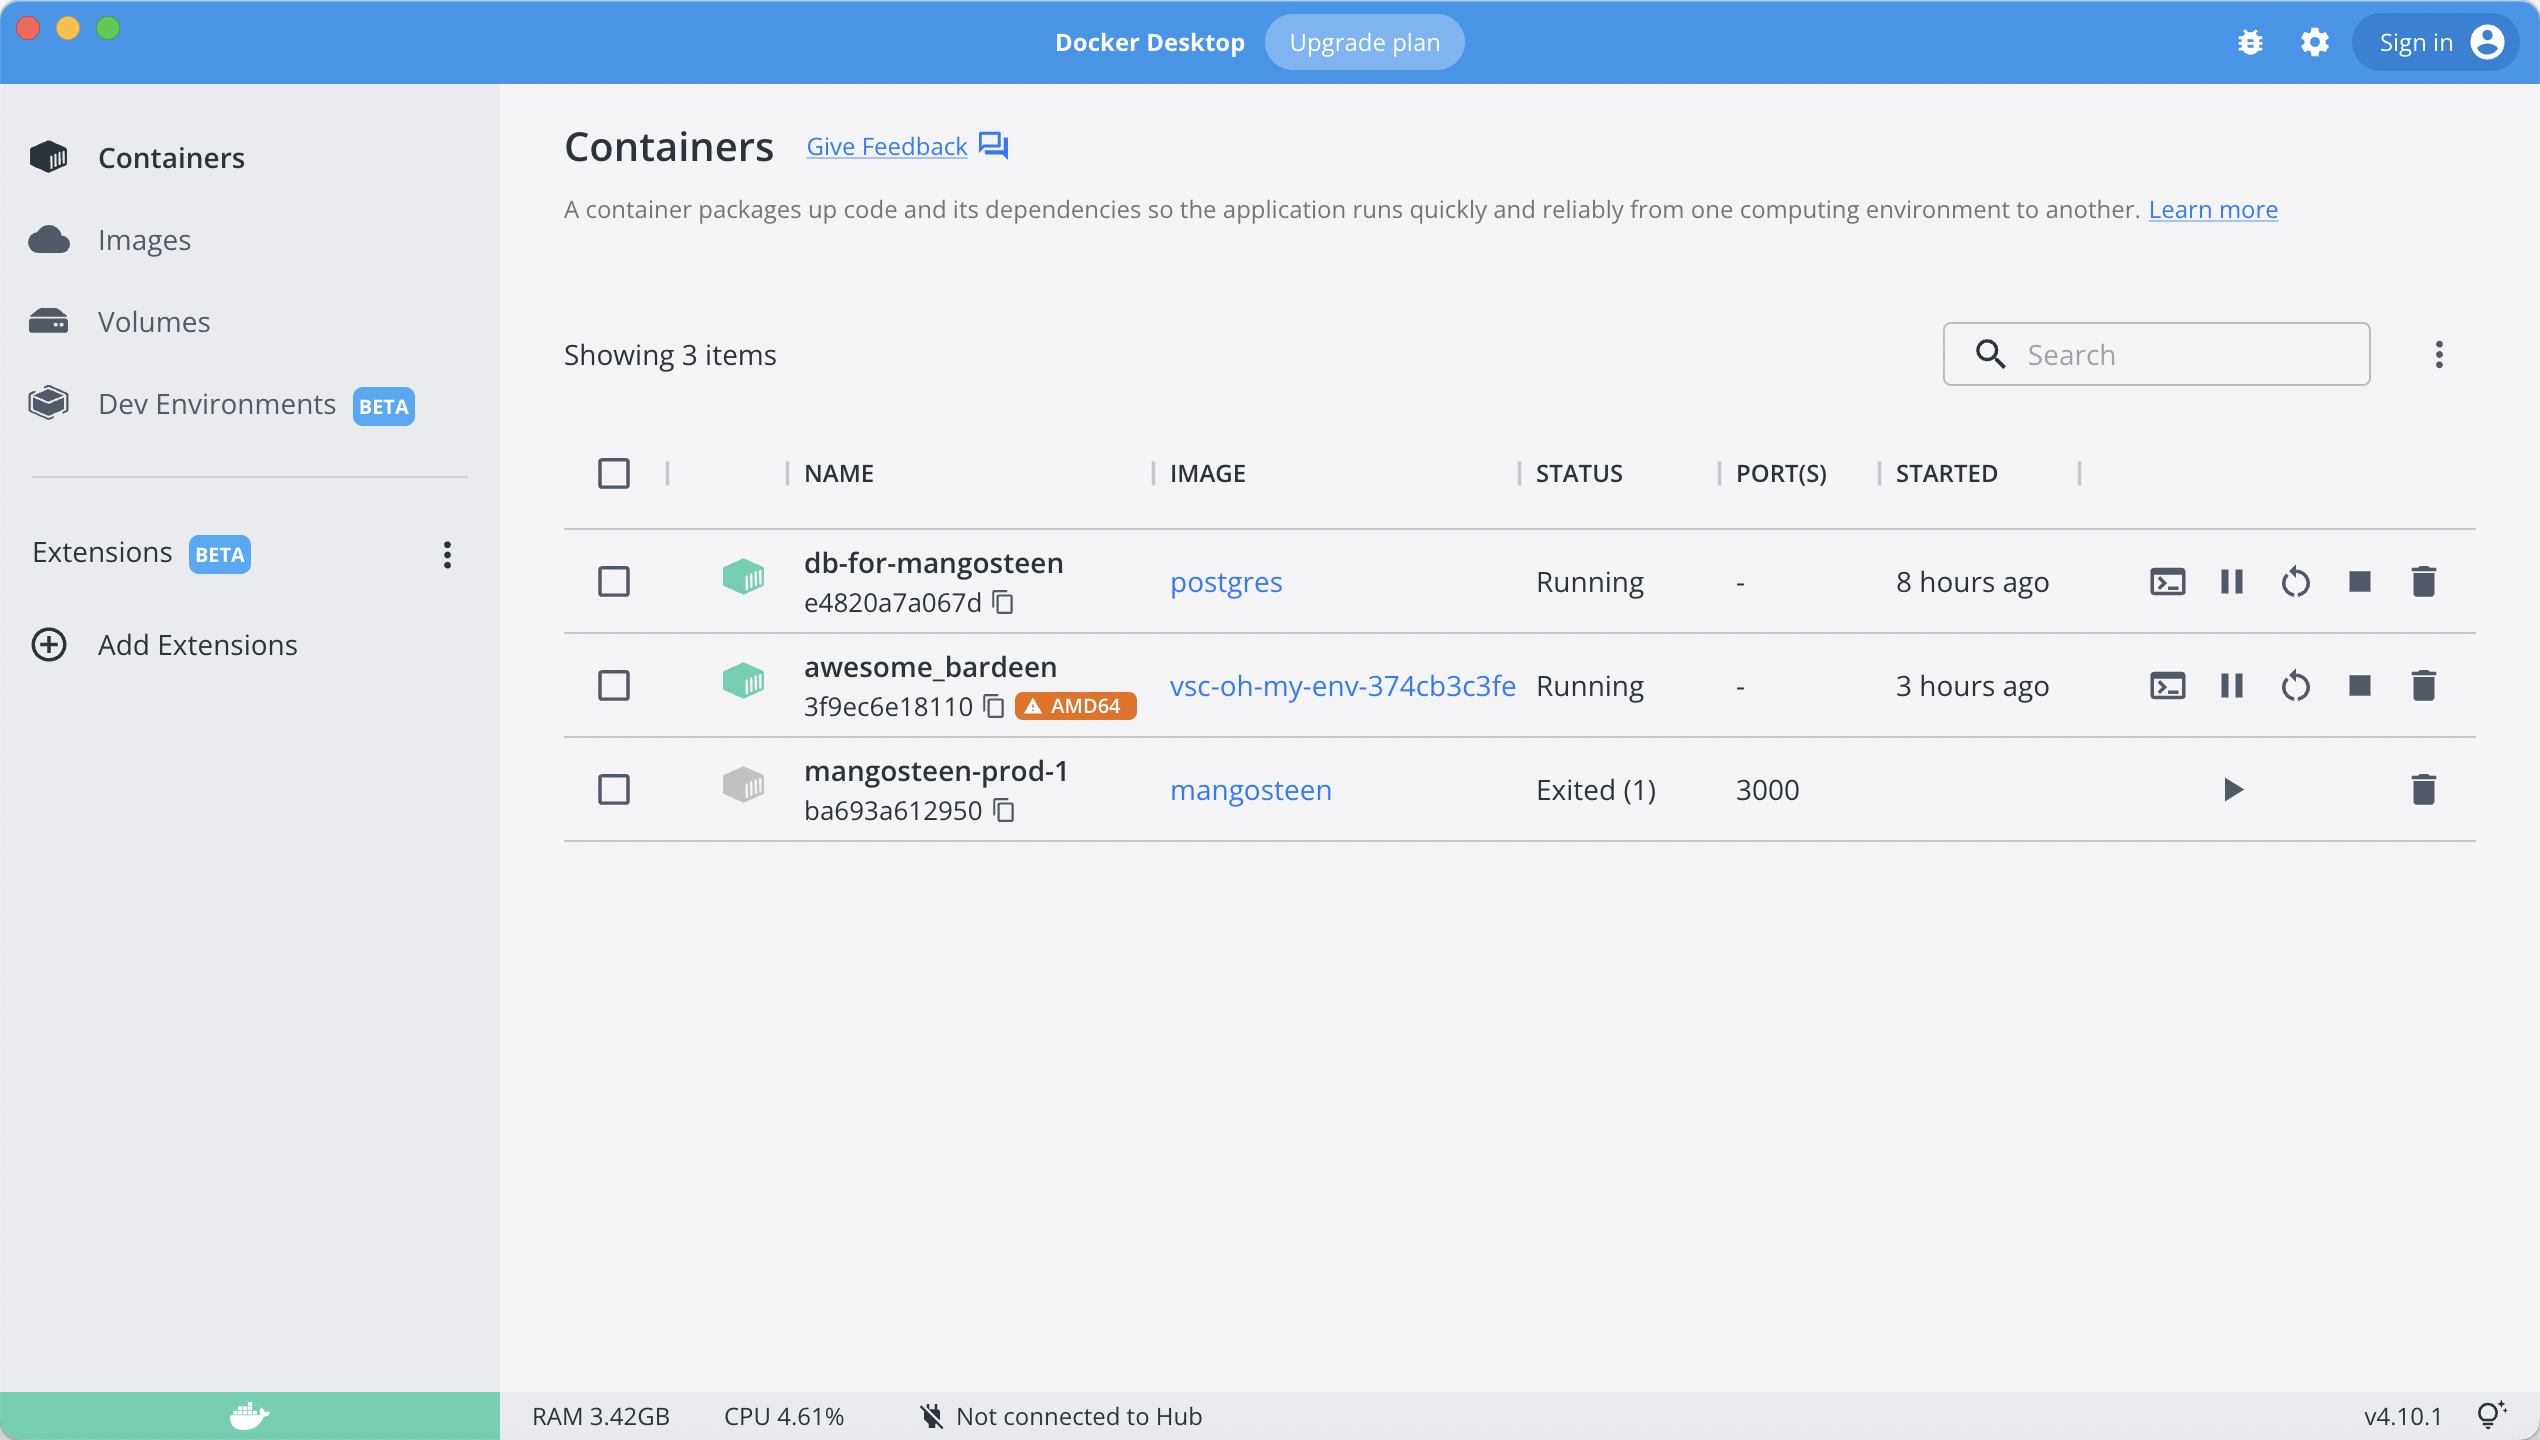 Docker Desktop
Upgrade plan
Sign in
Containers
Images
Volumes
Dev Environments BETA
Extensions BETA
Add Extensions
Containers Give Feedback
A container packages up code and its dependencies so the application runs quickly and reliably from one computing environment to another. Learn more
Showing 3 items
Search
NAME IMAGE STATUS PORT(S) STARTED
db-for-mangosteen
e4820a7a067d
postgres Running - 8 hours ago
awesome_bardeen
3f9ec6e18110 AMD64
vsc-oh-my-env-374cb3c3fe Running - 3 hours ago
mangosteen-prod-1
ba693a612950
mangosteen Exited (1) 3000
RAM 3.42GB CPU 4.61% Not connected to Hub v4.10.1